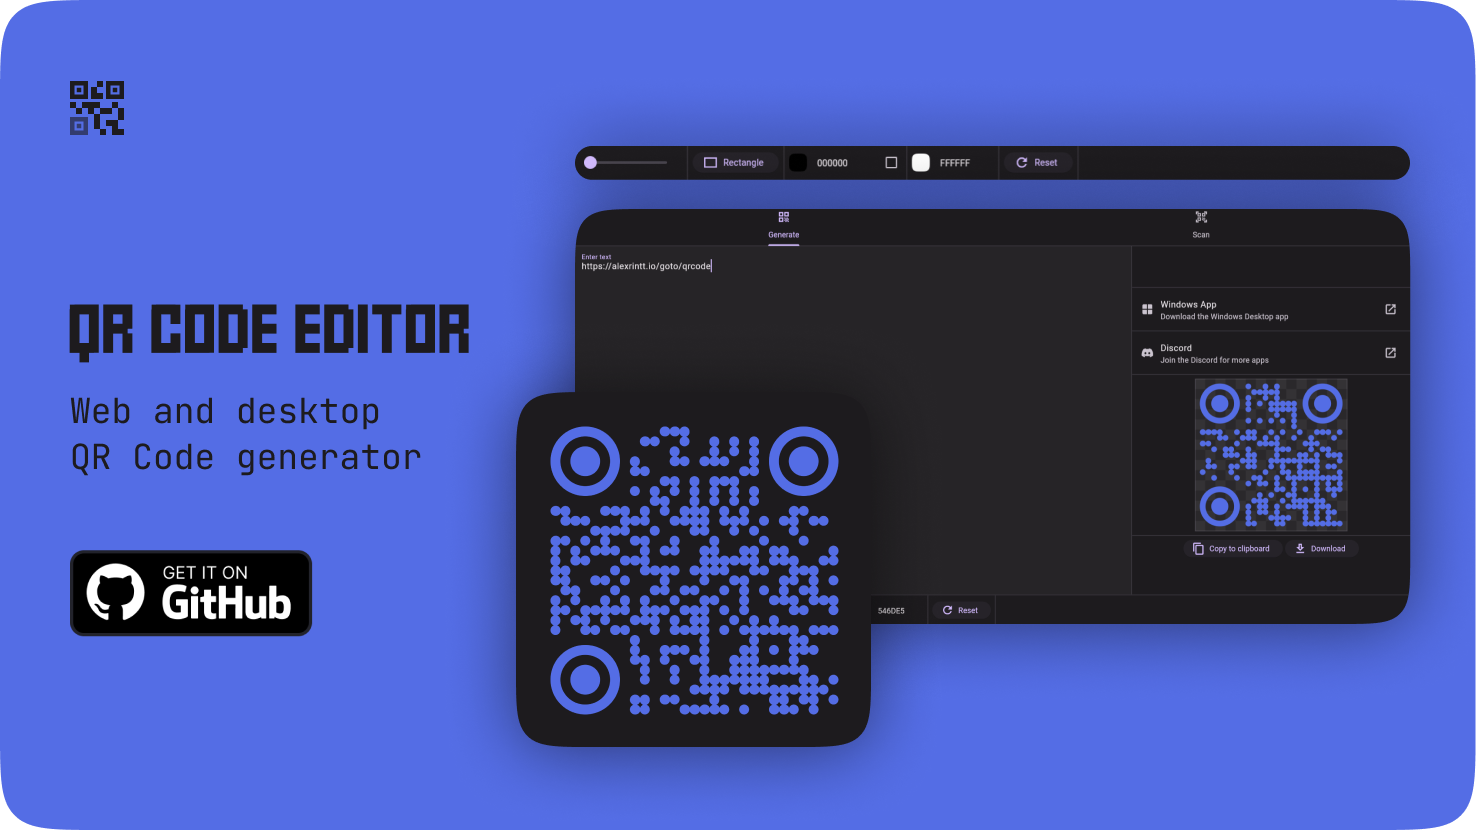 Rectangle
000000
FFFFFF
Reset
Generate
Scan
Enter text
https://alexrintt.io/goto/qrcode
Windows App
Download the Windows Desktop app
Discord
Join the Discord for more apps
QR CODE EDITOR
Web and desktop
QR Code generator
GET IT ON
GitHub
Copy to clipboard
Download
546DE5
Reset